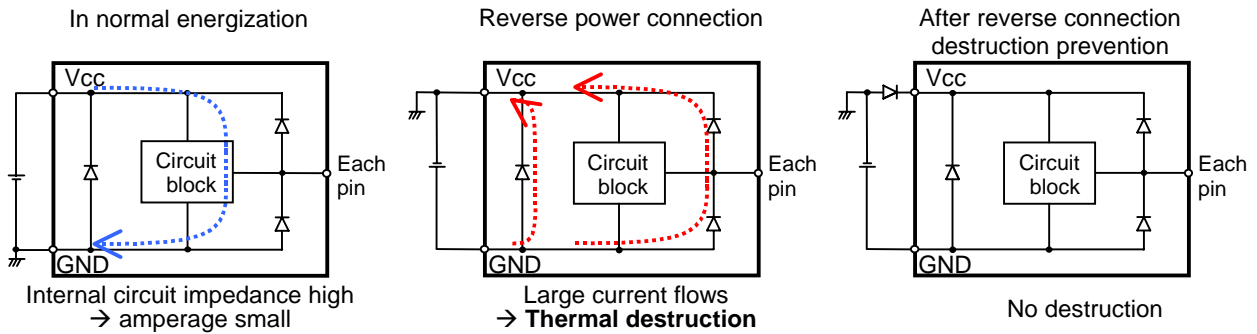 In normal energization
Vcc
Circuit
block
Each
pin
GND
Internal circuit impedance high
→ amperage small
Reverse power connection
Vcc
Circuit
block
Each
pin
GND
Large current flows
→ Thermal destruction
After reverse connection
destruction prevention
Vcc
Circuit
block
Each
pin
GND
No destruction